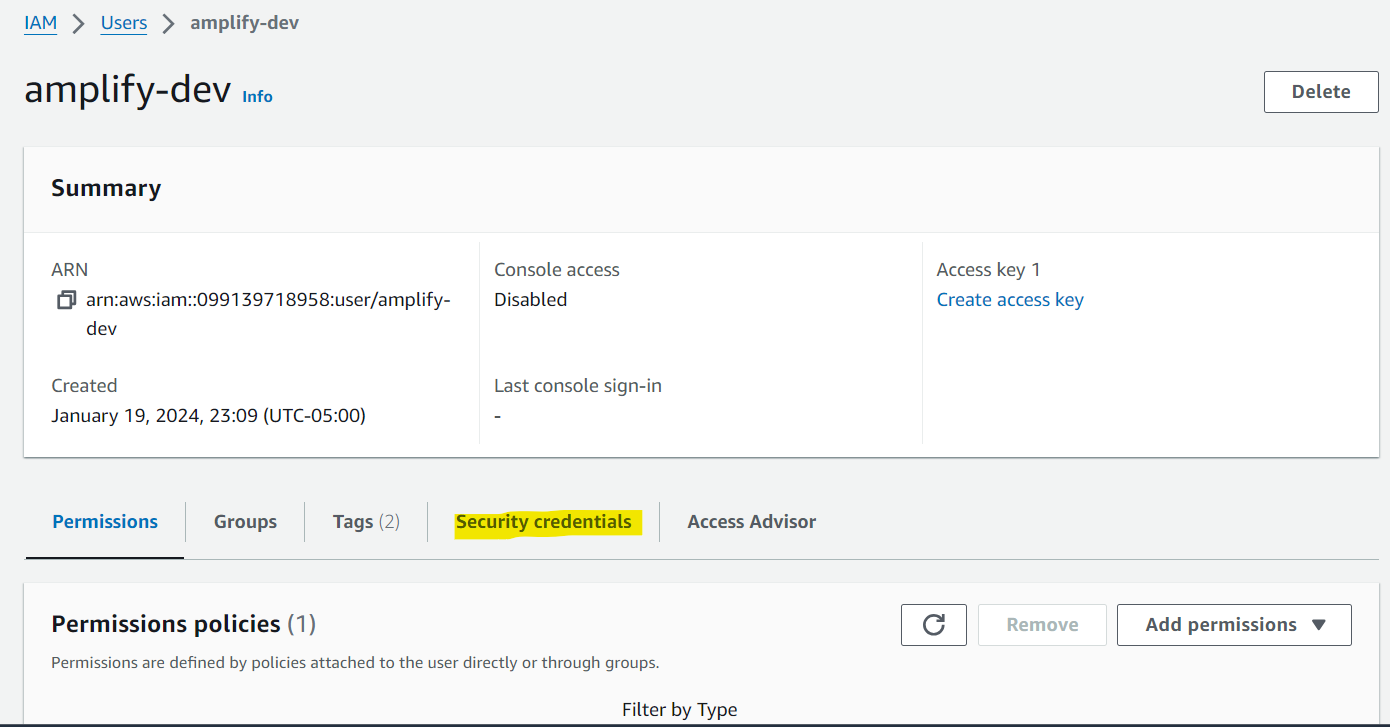 IAM > Users > amplify-dev
amplify-dev Info
Delete
Summary
ARN
arn:aws:iam::099139718958:user/amplify-
dev
Created
January 19, 2024, 23:09 (UTC-05:00)
Console access
Disabled
Last console sign-in
-
Access key 1
Create access key
Permissions Groups Tags (2) Security credentials Access Advisor
Permissions policies (1)
Permissions are defined by policies attached to the user directly or through groups.
Remove Add permissions
Filter by Type